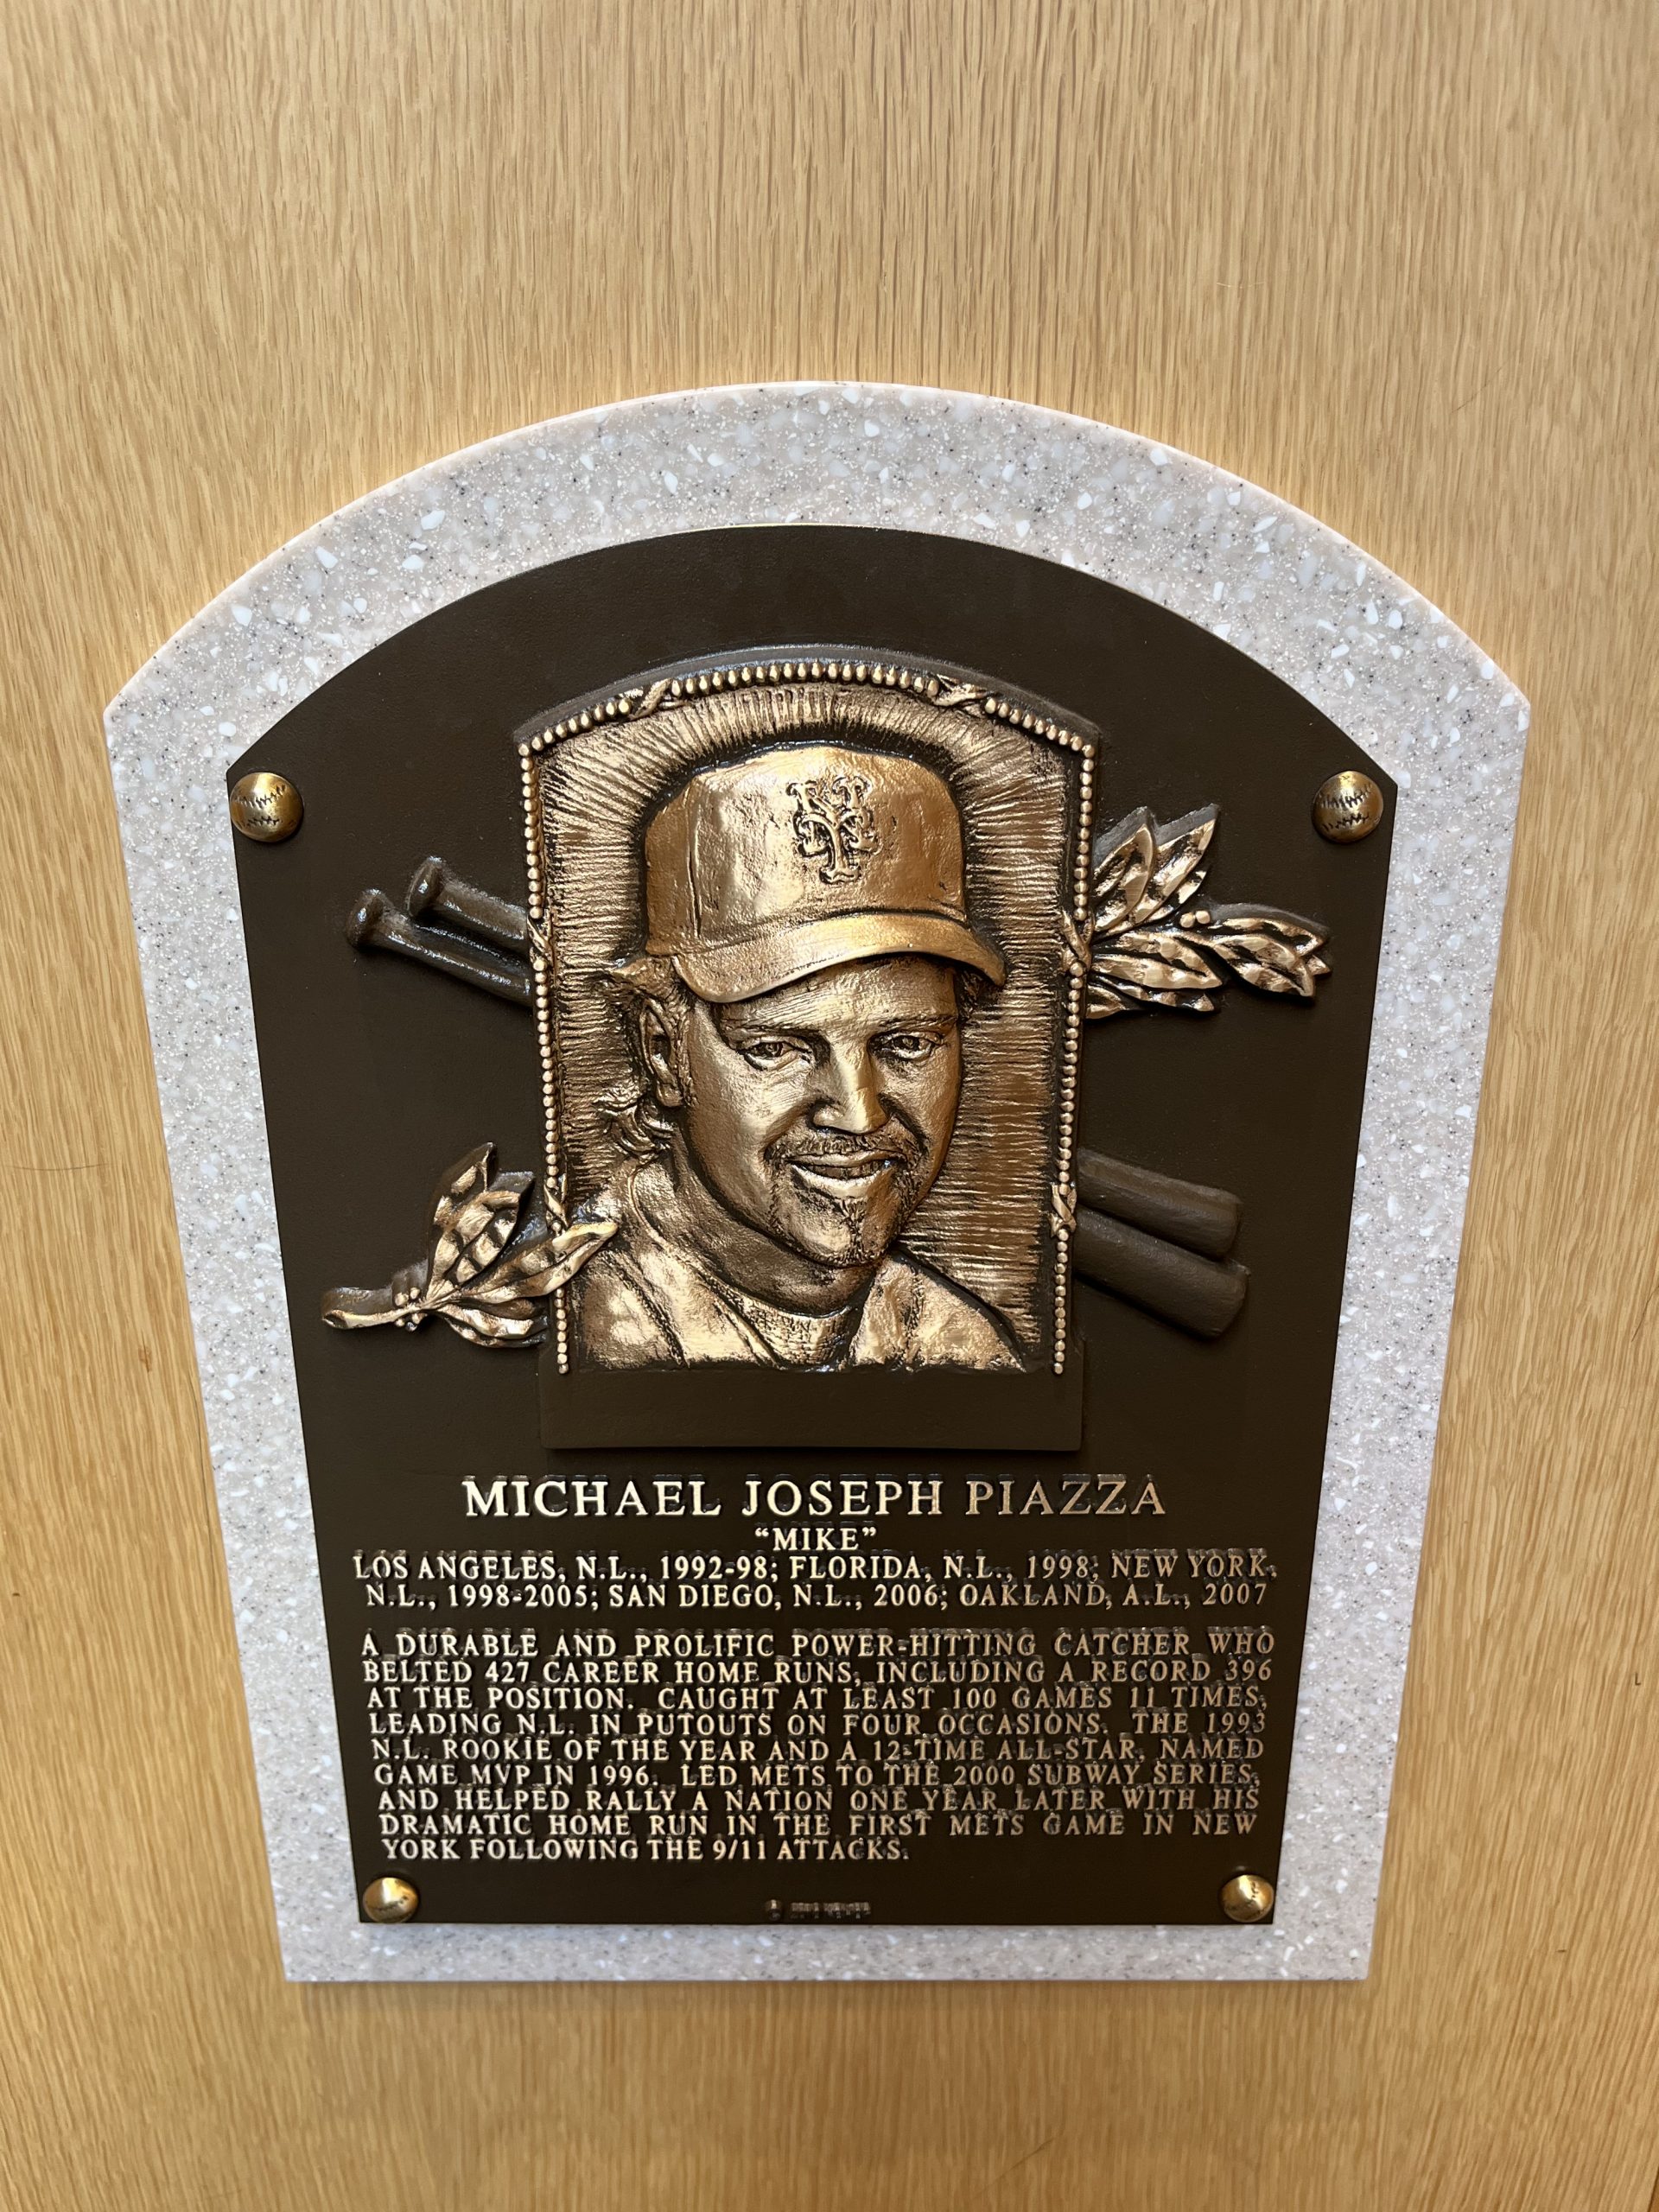 NY
MICHAEL JOSEPH PIAZZA
“MIKE”
LOS ANGELES, N.L., 1992-98; FLORIDA, N.L., 1998; NEW YORK,
N.L., 1998-2005; SAN DIEGO, N.L., 2006; OAKLAND, A.L., 2007
A DURABLE AND PROLIFIC POWER-HITTING CATCHER WHO
BELTED 427 CAREER HOME RUNS, INCLUDING A RECORD 396
AT THE POSITION. CAUGHT AT LEAST 100 GAMES 11 TIMES,
LEADING N.L. IN PUTOUTS ON FOUR OCCASIONS. THE 1993
N.L. ROOKIE OF THE YEAR AND A 12-TIME ALL-STAR, NAMED
GAME MVP IN 1996. LED METS TO THE 2000 SUBWAY SERIES,
AND HELPED RALLY A NATION ONE YEAR LATER WITH HIS
DRAMATIC HOME RUN IN THE FIRST METS GAME IN NEW
YORK FOLLOWING THE 9/11 ATTACKS.